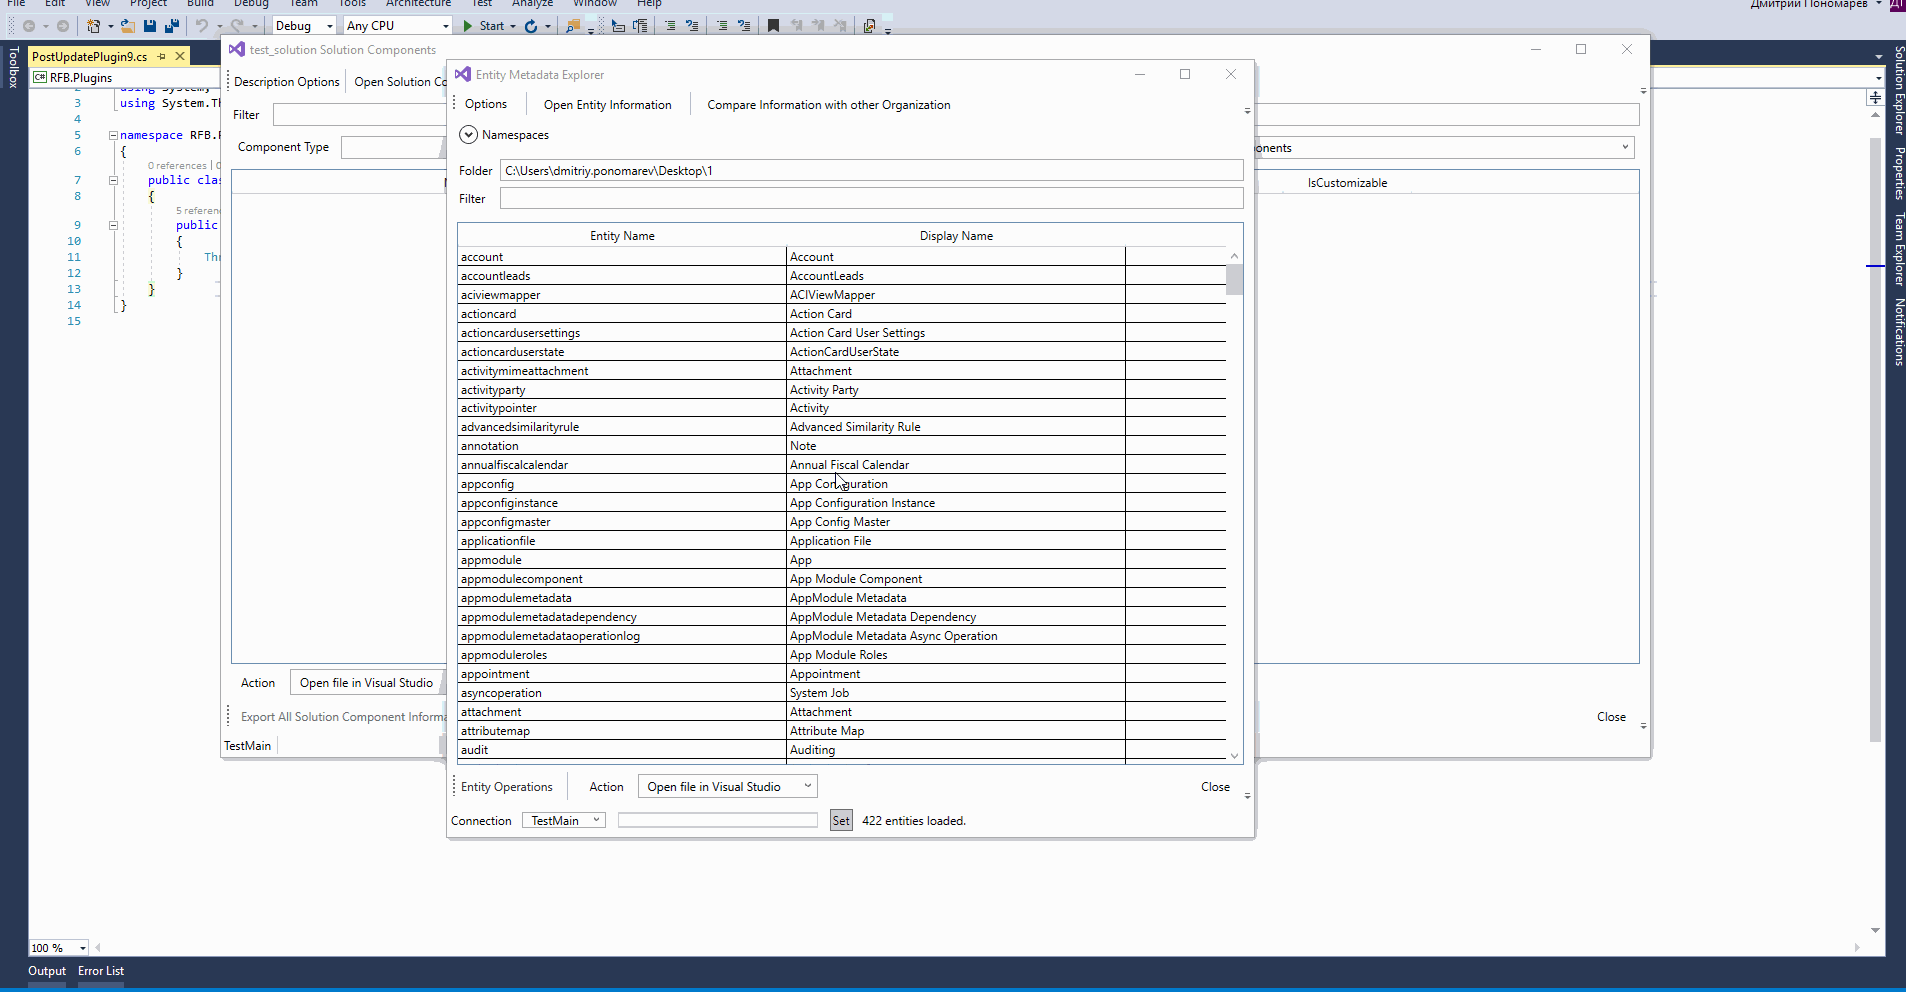 File Edit View Project Build Debug Team Tools Architecture Test Analyze Window Help
Дмитрий Пономарев
ДП
Debug Any CPU Start
Toolbox
PostUpdatePlugin9.cs
C# RFB.Plugins
test_solution Solution Components
Description Options Open Solution Co
Filter
Component Type
onents
IsCustomizable
2 using System;
3 using System.Th
4
5 namespace RFB.P
6 {
0 references |
7 public clas
8 {
5 referen
9 public
10 {
11 Thr
12 }
13 }
14 }
15
Entity Metadata Explorer
Options Open Entity Information Compare Information with other Organization
Namespaces
Folder C:\Users\dmitriy.ponomarev\Desktop\1
Filter
Entity Name Display Name
account Account
accountleads AccountLeads
aciviewmapper ACIViewMapper
actioncard Action Card
actioncardusersettings Action Card User Settings
actioncarduserstate ActionCardUserState
activitymimeattachment Attachment
activityparty Activity Party
activitypointer Activity
advancedsimilarityrule Advanced Similarity Rule
annotation Note
annualfiscalcalendar Annual Fiscal Calendar
appconfig App Configuration
appconfiginstance App Configuration Instance
appconfigmaster App Config Master
applicationfile Application File
appmodule App
appmodulecomponent App Module Component
appmodulemetadata AppModule Metadata
appmodulemetadatadependency AppModule Metadata Dependency
appmodulemetadataoperationlog AppModule Metadata Async Operation
appmoduleroles App Module Roles
appointment Appointment
asyncoperation System Job
attachment Attachment
attributemap Attribute Map
audit Auditing
Entity Operations Action Open file in Visual Studio Close
Connection TestMain Set 422 entities loaded.
Action Open file in Visual Studio
Export All Solution Component Informa
Close
TestMain
Solution Explorer
Properties
Team Explorer
Notifications
100 %
Output Error List